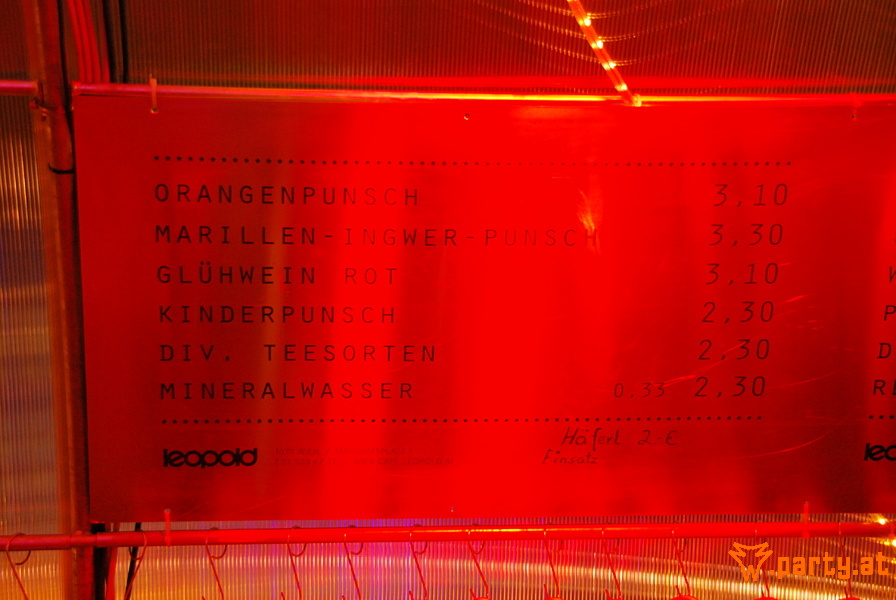 ORANGENPUNSCH 3,10
MARILLEN-INGWER-PUNSCH 3,30
GLÜHWEIN ROT 3,10
KINDERPUNSCH 2,30
DIV. TEESORTEN 2,30
MINERALWASSER 0,33 2,30
Häferl 2.-€
Einsatz
leopold
W
P
D
leo
party.at